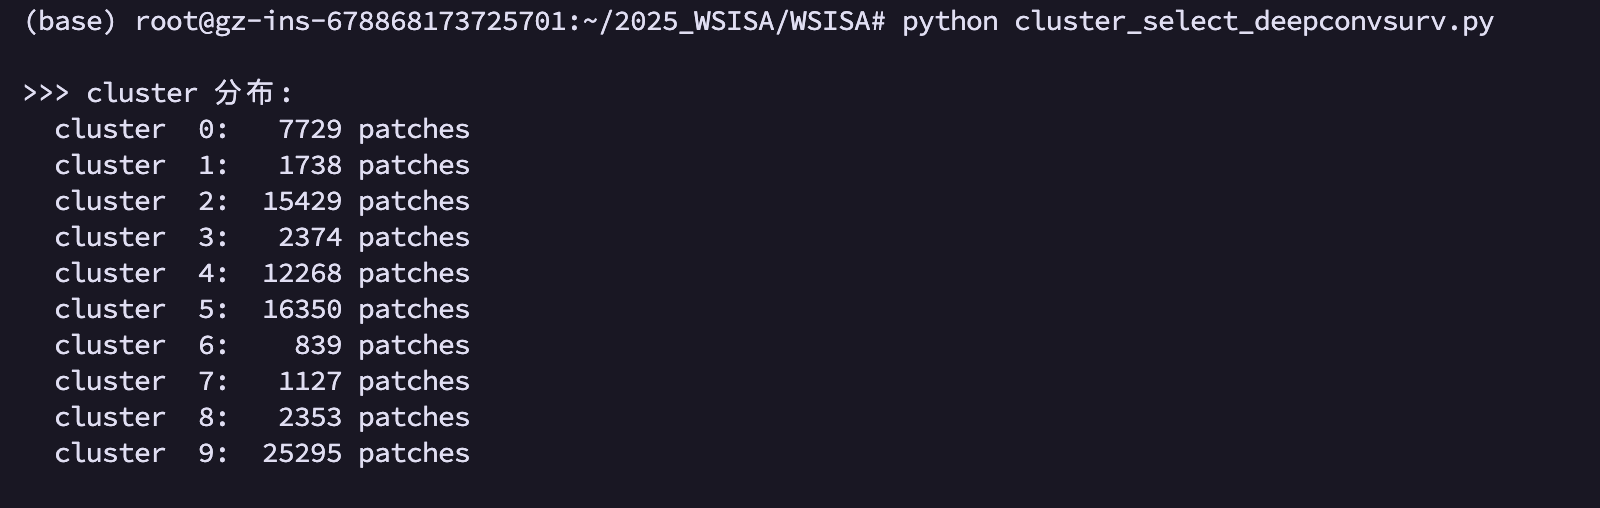 (base) root@gz-ins-678868173725701:~/2025_WSISA/WSISA# python cluster_select_deepconvsurv.py
>>> cluster 分布:
cluster  0:   7729 patches
cluster  1:   1738 patches
cluster  2:  15429 patches
cluster  3:   2374 patches
cluster  4:  12268 patches
cluster  5:  16350 patches
cluster  6:    839 patches
cluster  7:   1127 patches
cluster  8:   2353 patches
cluster  9:  25295 patches